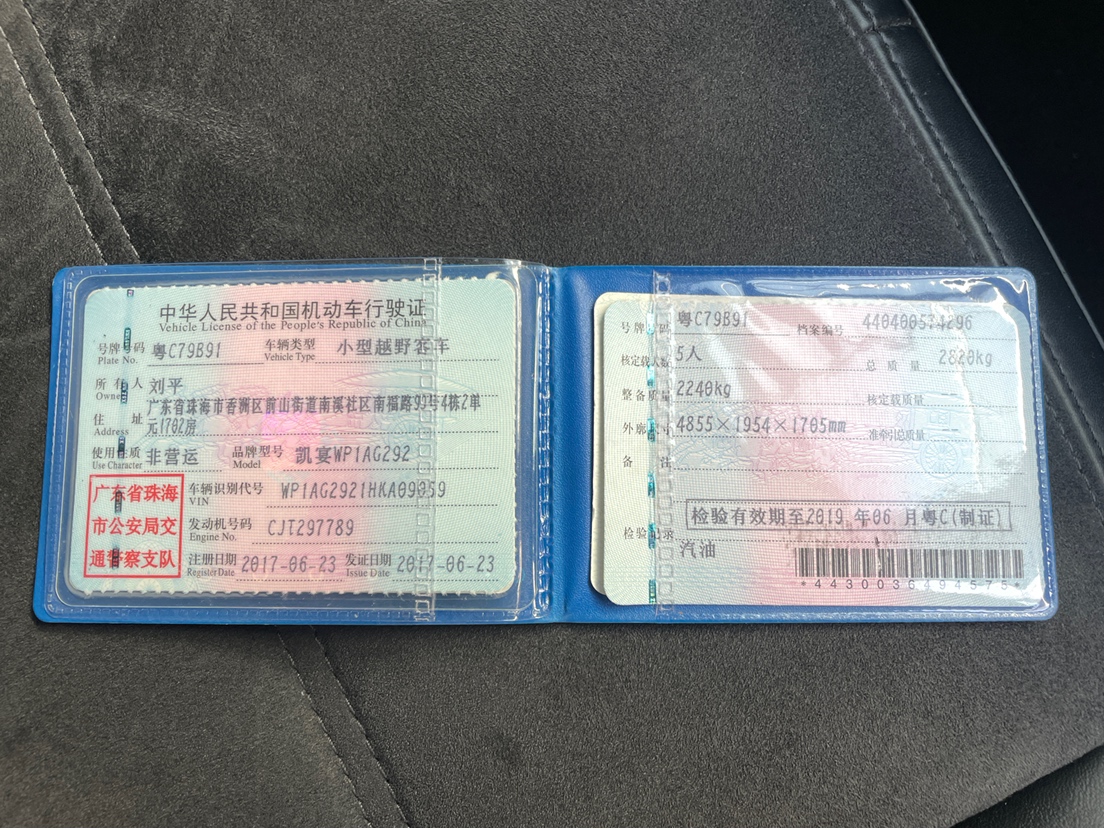 中华人民共和国机动车行驶证
Vehicle License of the People's Republic of China
号牌号码 粤C79B91 车辆类型 小型越野客车
Plate No. Vehicle Type
所有人 刘平
Owner
住址 广东省珠海市香洲区前山街道南溪社区南福路99号4栋2单
Address 元1702房
使用性质 非营运 品牌型号 凯宴WP1AG292
Use Character Model
广东省珠海
市公安局交
通警察支队
车辆识别代号 WP1AG2921HKA09059
VIN
发动机号码 CJT297789
Engine No.
注册日期 2017-06-23 发证日期 2017-06-23
Register Date Issue Date
号牌号码 粤C79B91 档案编号 440400574296
核定载人数 5人 总质量 2820kg
整备质量 2240kg 核定载质量 --
外廓尺寸 4855×1954×1705mm 准牵引总质量 --
备注
检验有效期至2019年06月粤C(制证)
检验记录
汽油
*4430036494575*